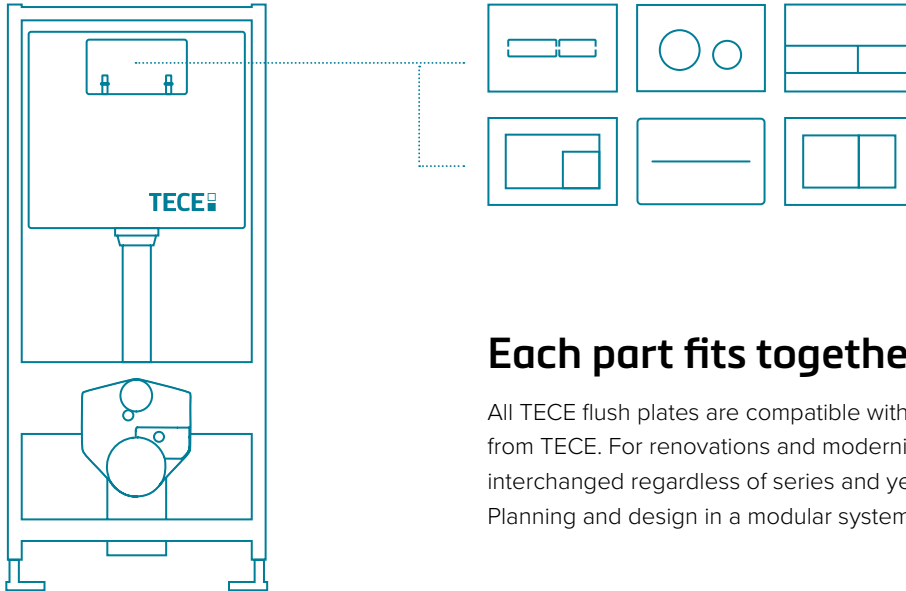 TECE
Each part fits togethe
All TECE flush plates are compatible with
from TECE. For renovations and moderni
interchanged regardless of series and ye
Planning and design in a modular system